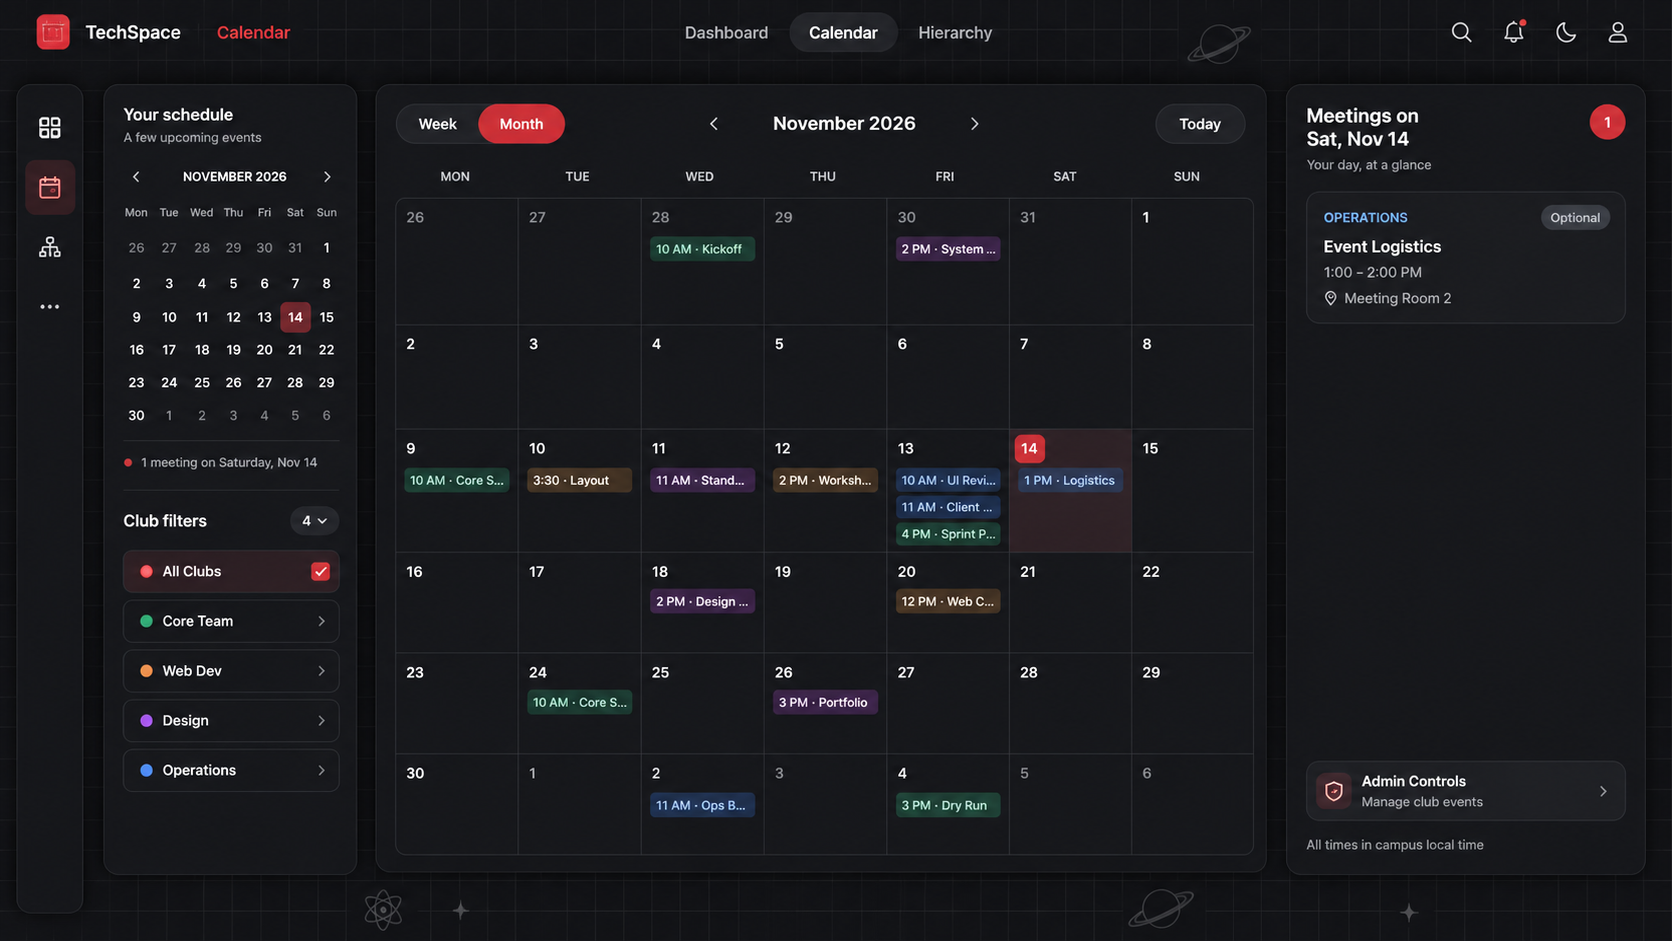 TechSpace
Calendar
Dashboard
Calendar
Hierarchy
Your schedule
A few upcoming events
NOVEMBER 2026
Mon Tue Wed Thu Fri Sat Sun
26 27 28 29 30 31 1
2 3 4 5 6 7 8
9 10 11 12 13 14 15
16 17 18 19 20 21 22
23 24 25 26 27 28 29
30 1 2 3 4 5 6
1 meeting on Saturday, Nov 14
Club filters
4
All Clubs
Core Team
Web Dev
Design
Operations
Week
Month
November 2026
Today
MON TUE WED THU FRI SAT SUN
26 27 28 29 30 31 1
10 AM · Kickoff
2 PM · System ...
2 3 4 5 6 7 8
9 10 11 12 13 14 15
10 AM · Core S...
3:30 · Layout
11 AM · Stand...
2 PM · Worksh...
10 AM · UI Revi...
11 AM · Client ...
4 PM · Sprint P...
1 PM · Logistics
16 17 18 19 20 21 22
2 PM · Design ...
12 PM · Web C...
23 24 25 26 27 28 29
10 AM · Core S...
3 PM · Portfolio
30 1 2 3 4 5 6
11 AM · Ops B...
3 PM · Dry Run
Meetings on
Sat, Nov 14
1
Your day, at a glance
OPERATIONS
Optional
Event Logistics
1:00 – 2:00 PM
Meeting Room 2
Admin Controls
Manage club events
All times in campus local time